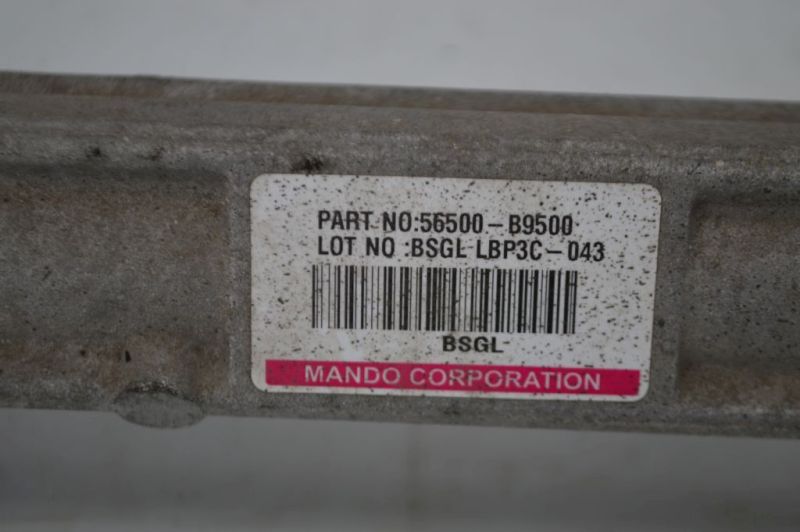 PART NO:56500-B9500
LOT NO :BSGL LBP3C-043
BSGL
MANDO CORPORATION